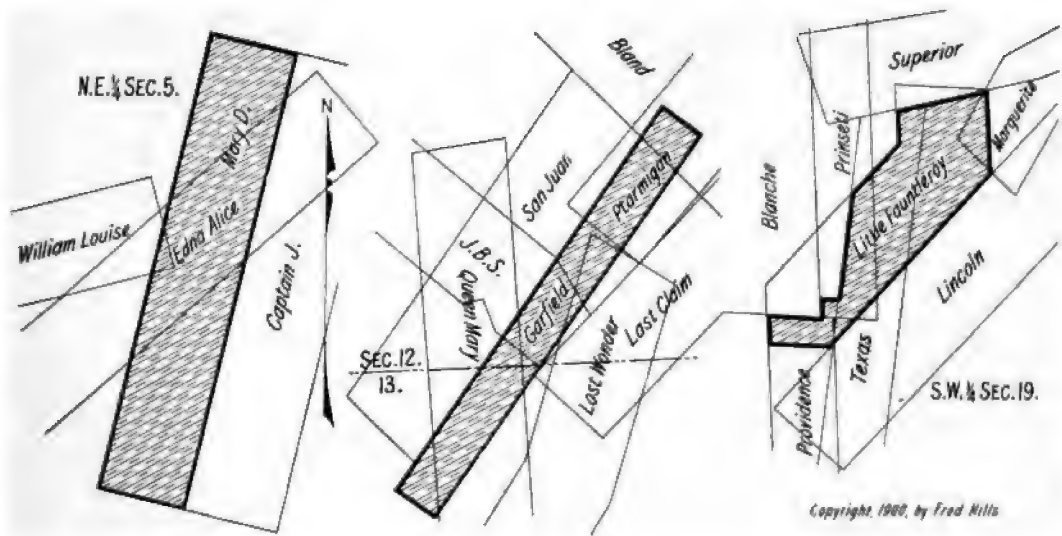 N.E. ¼ SEC. 5.
Mary D.
Edna Alice
William Louise
Captain J.
N
Bland
San Juan
Ptarmigan
J.B.S.
Queen Mary
Garfield
Last Wonder
Last Claim
SEC. 12.
13.
Superior
Prinseli
Marguerite
Blanche
Little Fauntleroy
Lincoln
Texas
Providence
S.W. ¼ SEC. 19.
Copyright, 1900, by Fred Hills